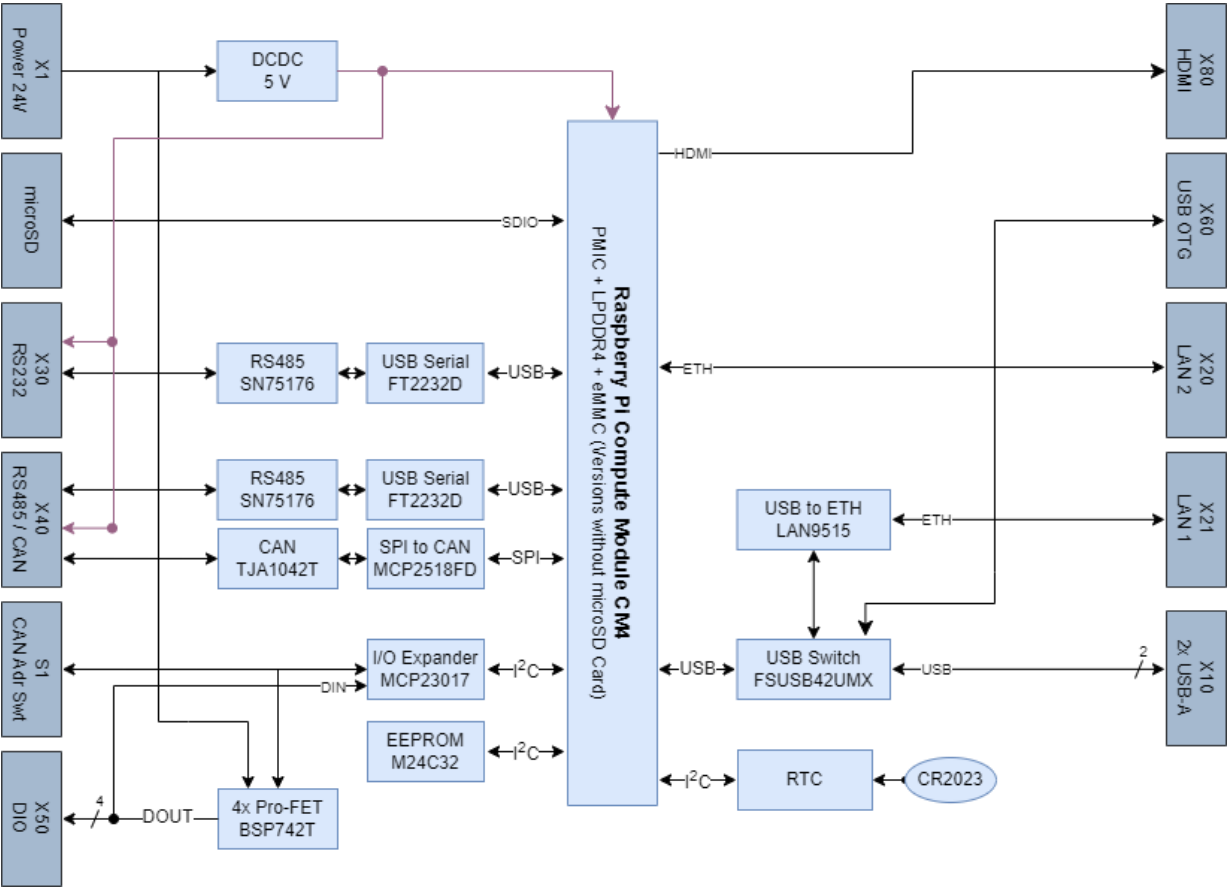 X1
Power 24V
DCDC
5 V
X80
HDMI
HDMI
microSD
SDIO
X60
USB OTG
Raspberry Pi Compute Module CM4
PMIC + LPDDR4 + eMMC (Versions without microSD Card)
X30
RS232
RS485
SN75176
USB Serial
FT2232D
USB
ETH
X20
LAN 2
X40
RS485 / CAN
RS485
SN75176
USB Serial
FT2232D
USB
CAN
TJA1042T
SPI to CAN
MCP2518FD
SPI
USB to ETH
LAN9515
ETH
X21
LAN 1
S1
CAN Adr Swt
I/O Expander
MCP23017
I²C
DIN
USB
USB Switch
FSUSB42UMX
USB
2
X10
2x USB-A
EEPROM
M24C32
I²C
I²C
RTC
CR2023
X50
DIO
4
DOUT
4x Pro-FET
BSP742T